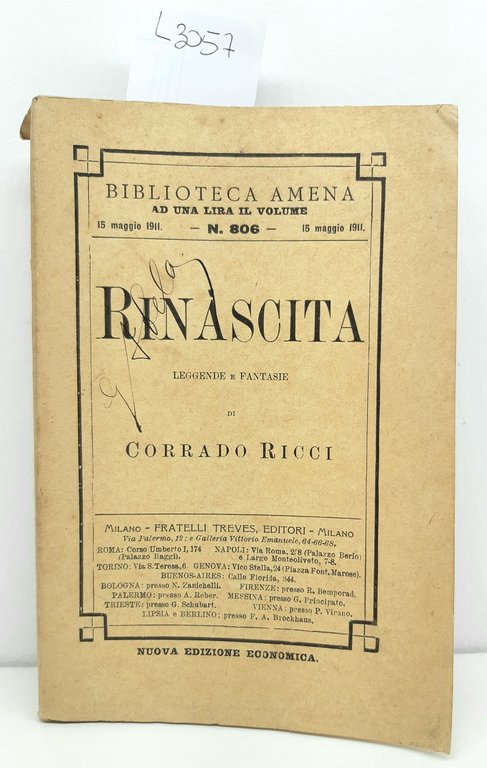 L3057
BIBLIOTECA AMENA
AD UNA LIRA IL VOLUME
15 maggio 1911. — N. 806 — 15 maggio 1911.
RINASCITA
LEGGENDE E FANTASIE
DI
CORRADO RICCI
MILANO - FRATELLI TREVES, EDITORI - MILANO
Via Palermo, 12; e Galleria Vittorio Emanuele, 64-66-68.
ROMA: Corso Umberto I, 174 NAPOLI: Via Roma, 258 (Palazzo Berio)
(Palazzo Raggi). e Largo Monteoliveto, 7-8.
TORINO: Via S. Teresa, 6. GENOVA: Vico Stella, 24 (Piazza Font. Marose).
BUENOS-AIRES: Calle Florida, 344.
BOLOGNA: presso N. Zanichelli. FIRENZE: presso R. Bemporad.
PALERMO: presso A. Reber. MESSINA: presso G. Principato.
TRIESTE: presso G. Schubart. VIENNA: presso P.
LIPSIA e BERLINO: presso F. A. Brockhaus.
NUOVA EDIZIONE ECONOMICA.